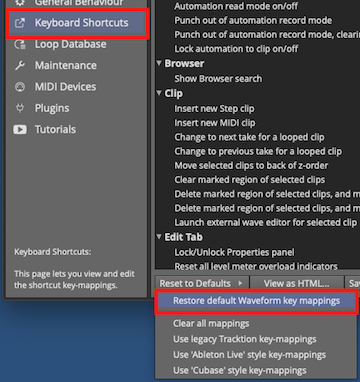 General Behaviour
Keyboard Shortcuts
Loop Database
Maintenance
MIDI Devices
Plugins
Tutorials
Keyboard Shortcuts:
This page lets you view and edit
the shortcut key-mappings.
Automation read mode on/off
Punch out of automation record mode
Punch out of automation record mode, clearin
Lock automation to clip on/off
Browser
Show Browser search
Clip
Insert new Step clip
Insert new MIDI clip
Change to next take for a looped clip
Change to previous take for a looped clip
Move selected clips to back of z-order
Clear marked region of selected clips
Delete marked region of selected clips, and m
Delete marked region of selected clips, and m
Launch external wave editor for selected clip
Edit Tab
Lock/Unlock Properties panel
Reset all level meter overload indicators
Reset to Defaults
View as HTML...
Sa
Restore default Waveform key mappings
Clear all mappings
Use legacy Tracktion key-mappings
Use 'Ableton Live' style key-mappings
Use 'Cubase' style key-mappings